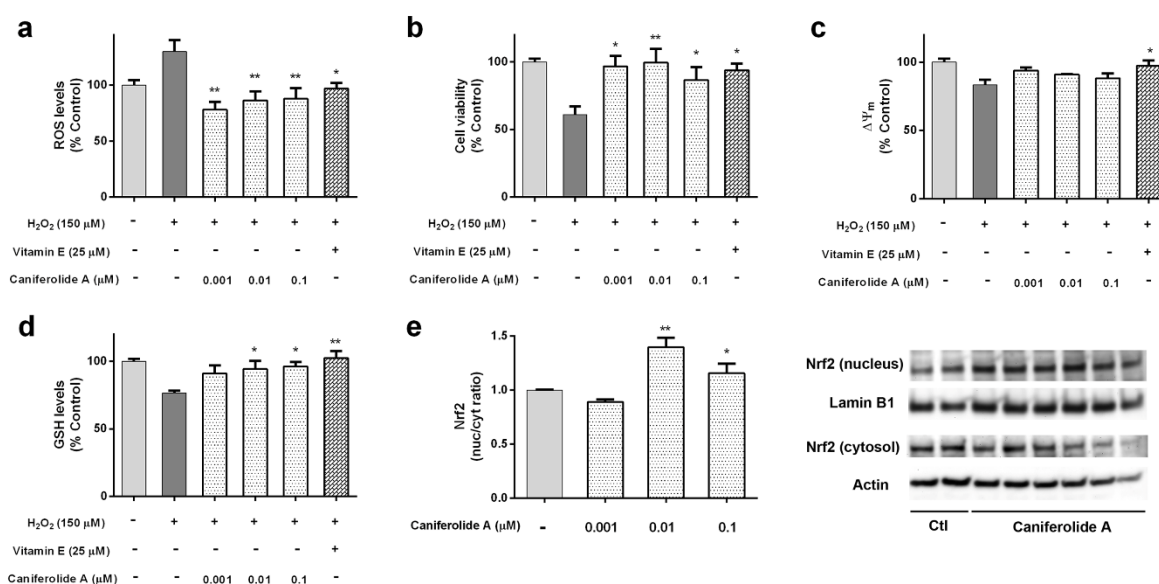 a
ROS levels
(% Control)
100
50
0
H₂O₂ (150 µM) - + + + + +
Vitamin E (25 µM) - - - - - +
Caniferolide A (µM) - - 0.001 0.01 0.1 -
** ** ** *
b
Cell viability
(% Control)
100
50
0
* ** * *
H₂O₂ (150 µM) - + + + + +
Vitamin E (25 µM) - - - - - +
Caniferolide A (µM) - - 0.001 0.01 0.1 -
c
ΔΨm
(% Control)
100
50
0
*
H₂O₂ (150 µM) - + + + + +
Vitamin E (25 µM) - - - - - +
Caniferolide A (µM) - - 0.001 0.01 0.1 -
d
GSH levels
(% Control)
100
50
0
* * **
H₂O₂ (150 µM) - + + + + +
Vitamin E (25 µM) - - - - - +
Caniferolide A (µM) - - 0.001 0.01 0.1 -
e
Nrf2
(nuc/cyt ratio)
1.5
1.0
0.5
0.0
** *
Caniferolide A (µM) - 0.001 0.01 0.1
Nrf2 (nucleus)
Lamin B1
Nrf2 (cytosol)
Actin
Ctl Caniferolide A